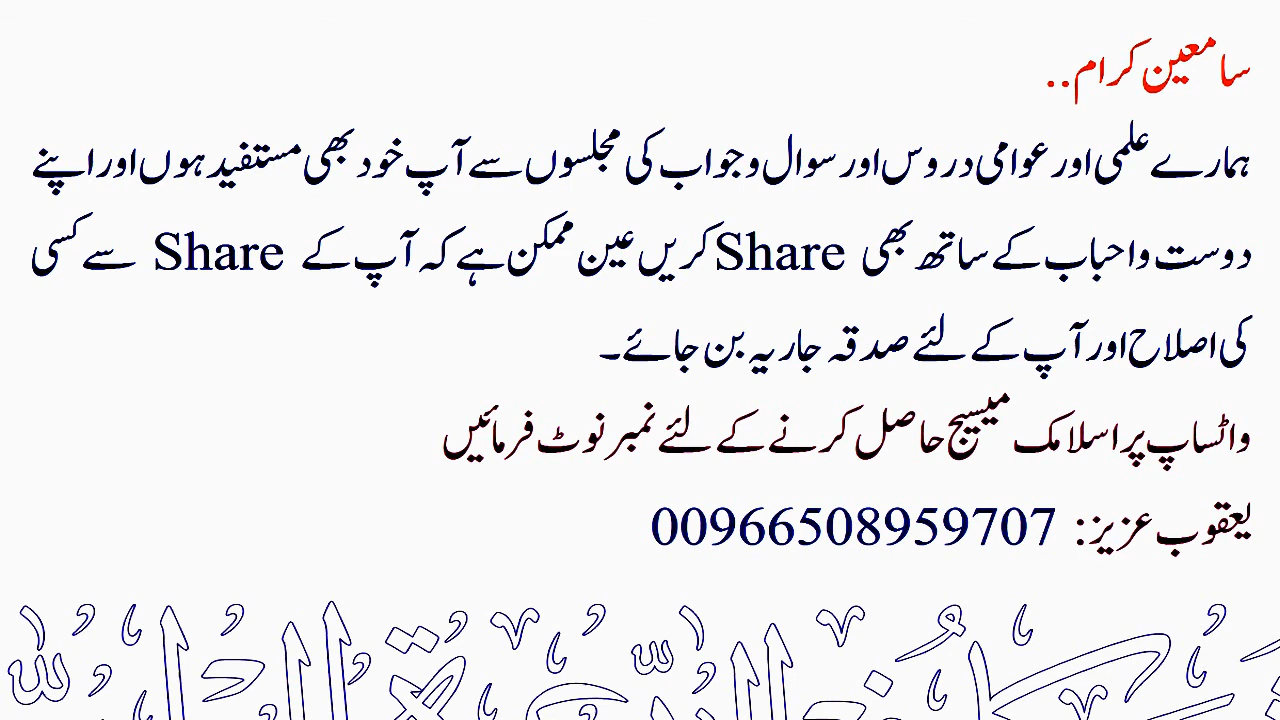 سامعین کرام..
ہمارے علمی اور عوامی دروس اور سوال و جواب کی مجلسوں سے آپ خود بھی مستفید ہوں اور اپنے
دوست و احباب کے ساتھ بھی Share کریں عین ممکن ہے کہ آپ کے Share سے کسی
کی اصلاح اور آپ کے لئے صدقہ جاریہ بن جائے۔
واٹساپ پر اسلامک میسیج حاصل کرنے کے لئے نمبر نوٹ فرمائیں
یعقوب عزیز: 00966508959707